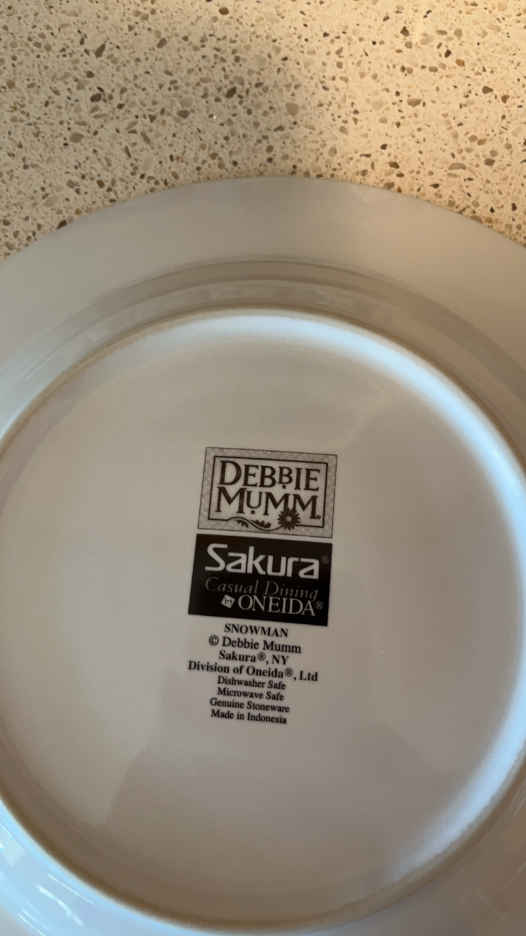 DEBBIE
MUMM®
Sakura®
Casual Dining
by ONEIDA®
SNOWMAN
© Debbie Mumm
Sakura®, NY
Division of Oneida®, Ltd
Dishwasher Safe
Microwave Safe
Genuine Stoneware
Made in Indonesia